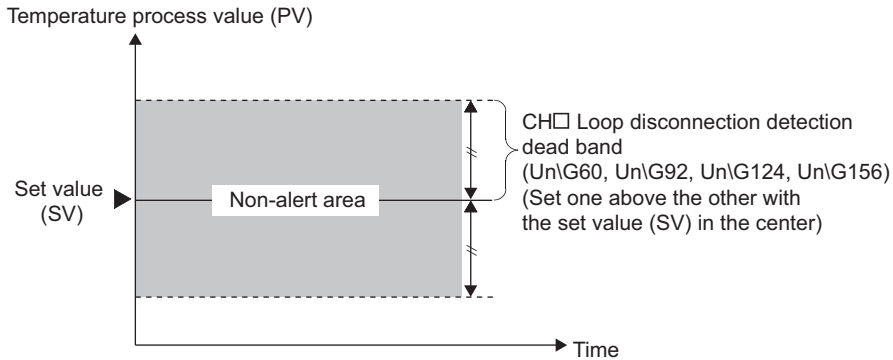 Temperature process value (PV)
CH□ Loop disconnection detection
dead band
(Un\G60, Un\G92, Un\G124, Un\G156)
(Set one above the other with
the set value (SV) in the center)
Set value
(SV)
Non-alert area
Time